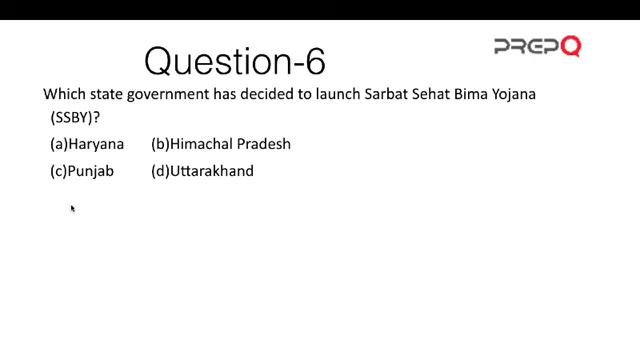 PREPQ
Question-6
Which state government has decided to launch Sarbat Sehat Bima Yojana
(SSBY)?
(a)Haryana (b)Himachal Pradesh
(c)Punjab (d)Uttarakhand